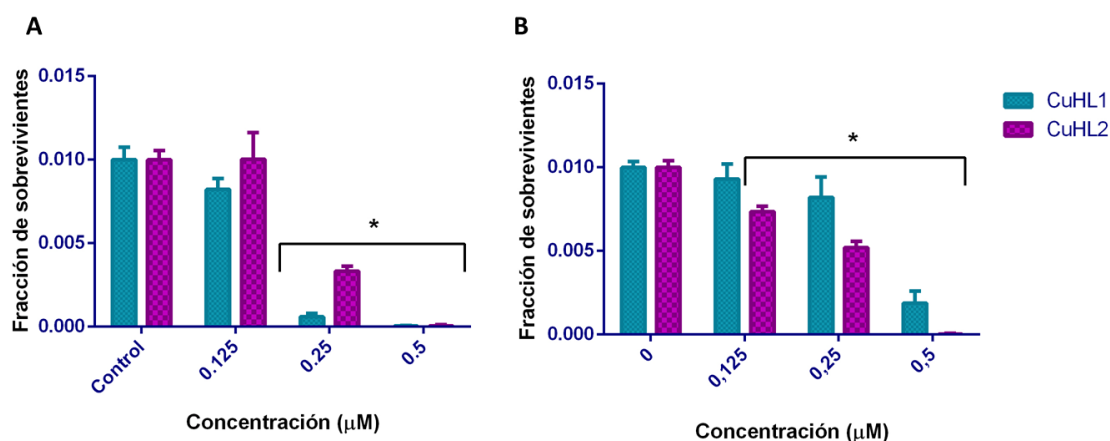 A
Fracción de sobrevivientes
0.015
0.010
0.005
0.000
*
Control
0.125
0.25
0.5
Concentración (μM)
B
Fracción de sobrevivientes
0.015
0.010
0.005
0.000
*
0
0,125
0,25
0,5
Concentración (μM)
CuHL1
CuHL2